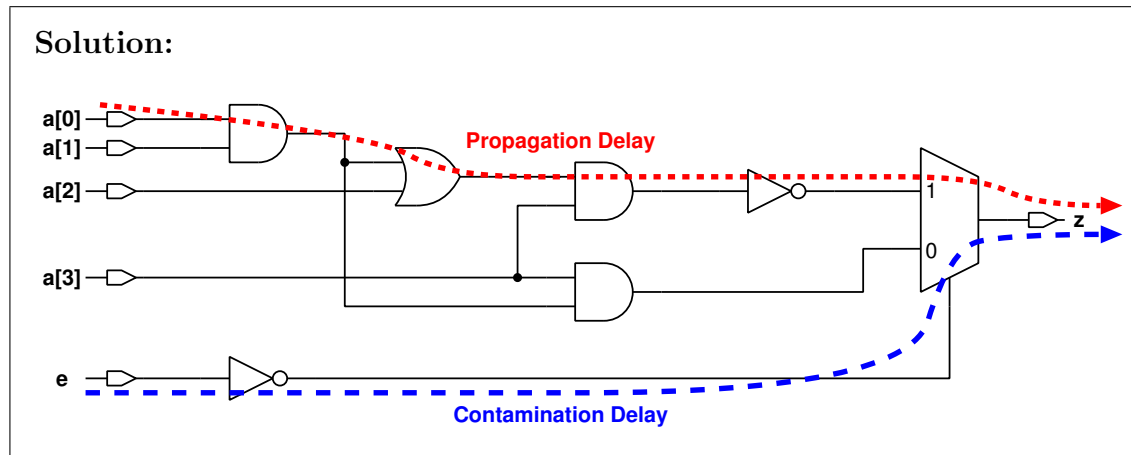 Solution:
a[0]
a[1]
Propagation Delay
a[2]
1
z
0
a[3]
e
Contamination Delay